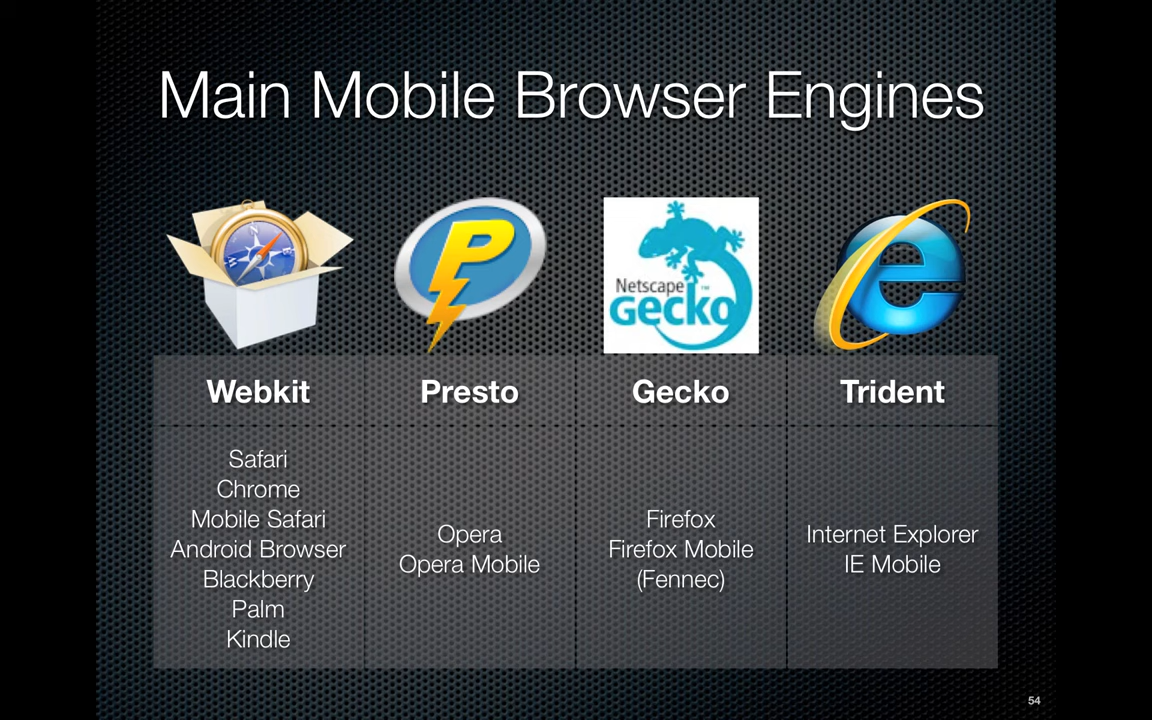 Main Mobile Browser Engines
N
E
W
P
Netscape™
Gecko
e
Webkit
Presto
Gecko
Trident
Safari
Chrome
Mobile Safari
Android Browser
Blackberry
Palm
Kindle
Opera
Opera Mobile
Firefox
Firefox Mobile
(Fennec)
Internet Explorer
IE Mobile
54